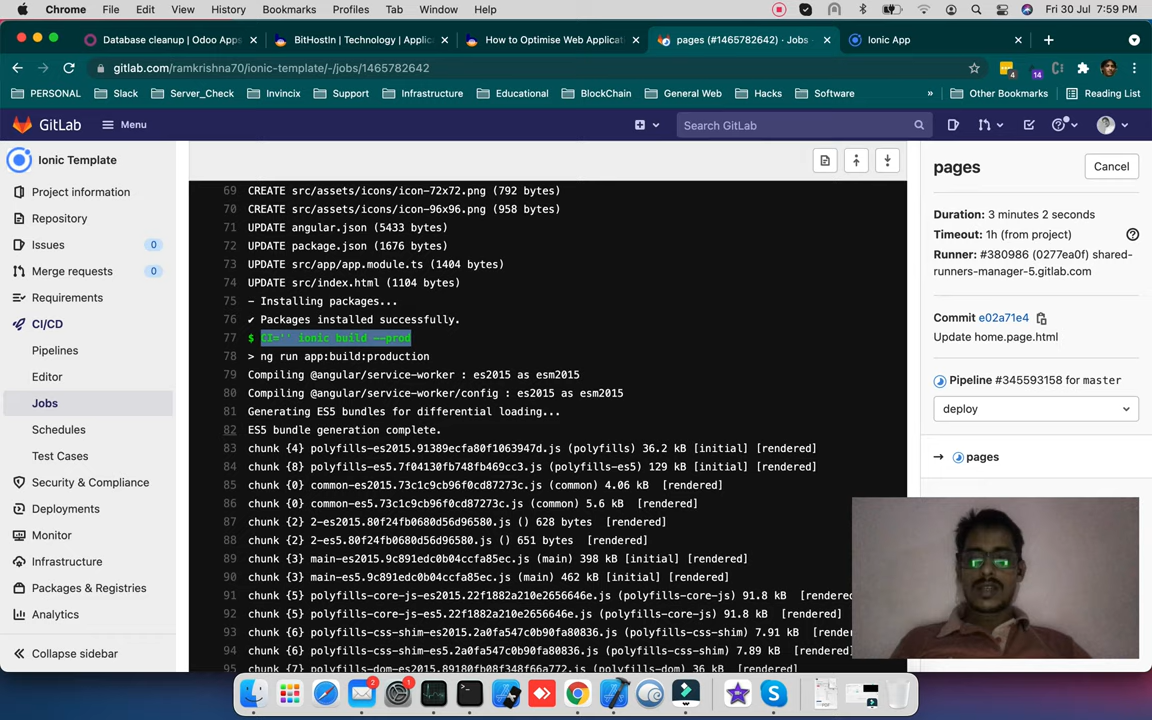 Chrome File Edit View History Bookmarks Profiles Tab Window Help Fri 30 Jul 7:59 PM
Database cleanup | Odoo Apps BitHostIn | Technology | Applic How to Optimise Web Applicati pages (#1465782642) · Jobs · Ionic App
gitlab.com/ramkrishna70/ionic-template/-/jobs/1465782642 4 14
PERSONAL Slack Server_Check Invincix Support Infrastructure Educational BlockChain General Web Hacks Software » Other Bookmarks Reading List
GitLab Menu Search GitLab
Ionic Template
Project information
Repository
Issues 0
Merge requests 0
Requirements
CI/CD
Pipelines
Editor
Jobs
Schedules
Test Cases
Security & Compliance
Deployments
Monitor
Infrastructure
Packages & Registries
Analytics
Collapse sidebar
69 CREATE src/assets/icons/icon-72x72.png (792 bytes)
70 CREATE src/assets/icons/icon-96x96.png (958 bytes)
71 UPDATE angular.json (5433 bytes)
72 UPDATE package.json (1676 bytes)
73 UPDATE src/app/app.module.ts (1404 bytes)
74 UPDATE src/index.html (1104 bytes)
75 - Installing packages...
76 ✔ Packages installed successfully.
77 $ CI='' ionic build --prod
78 > ng run app:build:production
79 Compiling @angular/service-worker : es2015 as esm2015
80 Compiling @angular/service-worker/config : es2015 as esm2015
81 Generating ES5 bundles for differential loading...
82 ES5 bundle generation complete.
83 chunk {4} polyfills-es2015.91389ecfa80f1063947d.js (polyfills) 36.2 kB [initial] [rendered]
84 chunk {8} polyfills-es5.7f04130fb748fb469cc3.js (polyfills-es5) 129 kB [initial] [rendered]
85 chunk {0} common-es2015.73c1c9cb96f0cd87273c.js (common) 4.06 kB [rendered]
86 chunk {0} common-es5.73c1c9cb96f0cd87273c.js (common) 5.6 kB [rendered]
87 chunk {2} 2-es2015.80f24fb0680d56d96580.js () 628 bytes [rendered]
88 chunk {2} 2-es5.80f24fb0680d56d96580.js () 651 bytes [rendered]
89 chunk {3} main-es2015.9c891edc0b04ccfa85ec.js (main) 398 kB [initial] [rendered]
90 chunk {3} main-es5.9c891edc0b04ccfa85ec.js (main) 462 kB [initial] [rendered]
91 chunk {5} polyfills-core-js-es2015.22f1882a210e2656646e.js (polyfills-core-js) 91.8 kB [rendere
92 chunk {5} polyfills-core-js-es5.22f1882a210e2656646e.js (polyfills-core-js) 91.8 kB [rendered]
93 chunk {6} polyfills-css-shim-es2015.2a0fa547c0b90fa80836.js (polyfills-css-shim) 7.91 kB [rende
94 chunk {6} polyfills-css-shim-es5.2a0fa547c0b90fa80836.js (polyfills-css-shim) 7.89 kB [rendered
95 chunk {7} polyfills-dom-es2015.89180fb08f348f66a772.js (polyfills-dom) 36 kB [rendered]
pages Cancel
Duration: 3 minutes 2 seconds
Timeout: 1h (from project)
Runner: #380986 (0277ea0f) shared-
runners-manager-5.gitlab.com
Commit e02a71e4
Update home.page.html
Pipeline #345593158 for master
deploy
→ pages
2 1